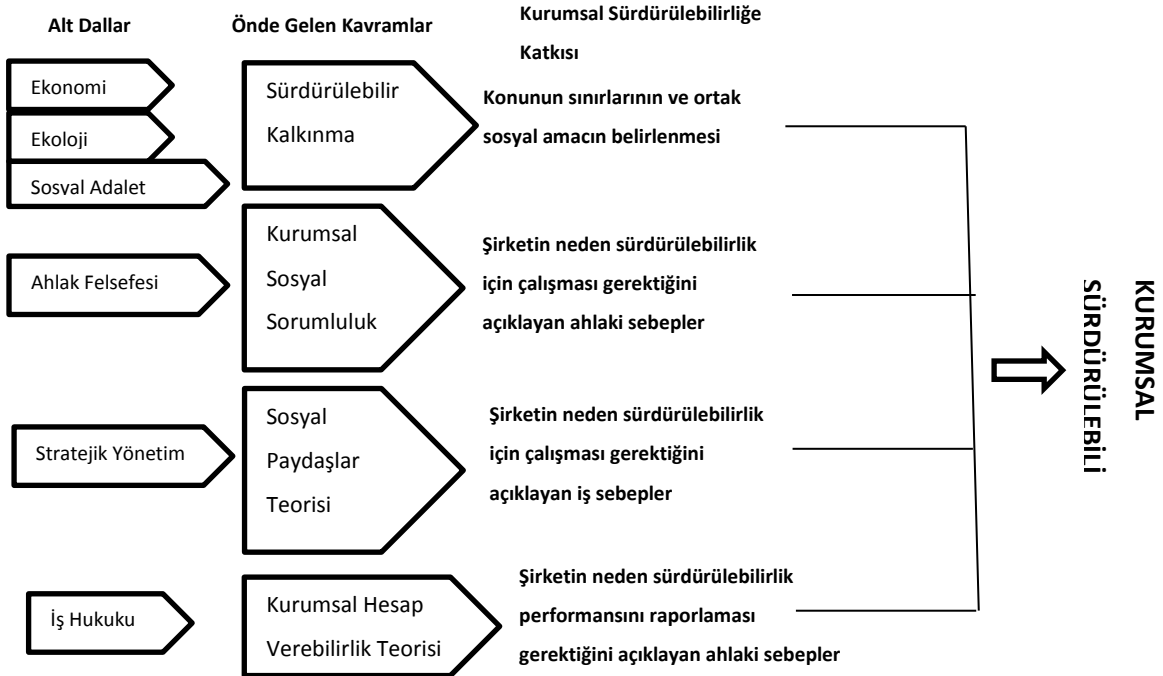 Alt Dallar
Önde Gelen Kavramlar
Kurumsal Sürdürülebilirliğe
Katkısı
Ekonomi
Ekoloji
Sosyal Adalet
Sürdürülebilir
Kalkınma
Konunun sınırlarının ve ortak
sosyal amacın belirlenmesi
Ahlak Felsefesi
Kurumsal
Sosyal
Sorumluluk
Şirketin neden sürdürülebilirlik
için çalışması gerektiğini
açıklayan ahlaki sebepler
Stratejik Yönetim
Sosyal
Paydaşlar
Teorisi
Şirketin neden sürdürülebilirlik
için çalışması gerektiğini
açıklayan iş sebepler
İş Hukuku
Kurumsal Hesap
Verebilirlik Teorisi
Şirketin neden sürdürülebilirlik
performansını raporlaması
gerektiğini açıklayan ahlaki sebepler
KURUMSAL
SÜRDÜRÜLEBİLİ